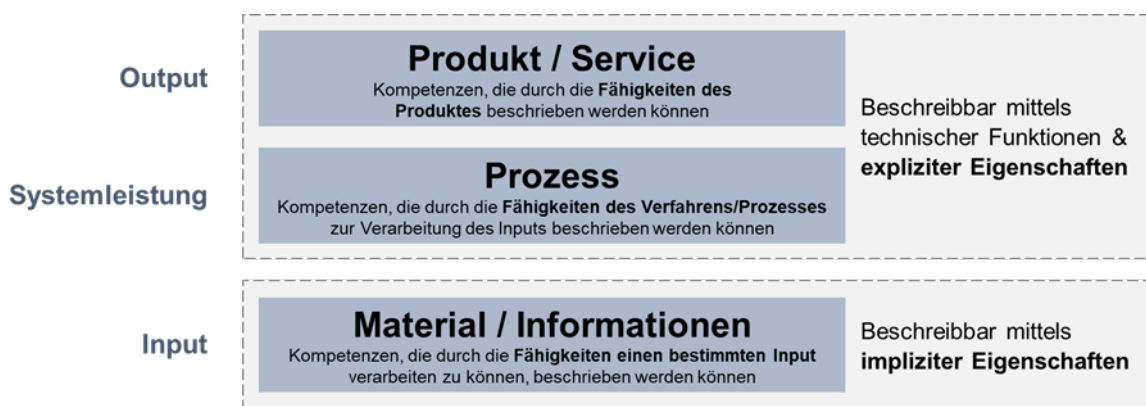 Output
Produkt / Service
Kompetenzen, die durch die Fähigkeiten des
Produktes beschrieben werden können
Systemleistung
Prozess
Kompetenzen, die durch die Fähigkeiten des Verfahrens/Prozesses
zur Verarbeitung des Inputs beschrieben werden können
Beschreibbar mittels
technischer Funktionen &
expliziter Eigenschaften
Input
Material / Informationen
Kompetenzen, die durch die Fähigkeiten einen bestimmten Input
verarbeiten zu können, beschrieben werden können
Beschreibbar mittels
impliziter Eigenschaften